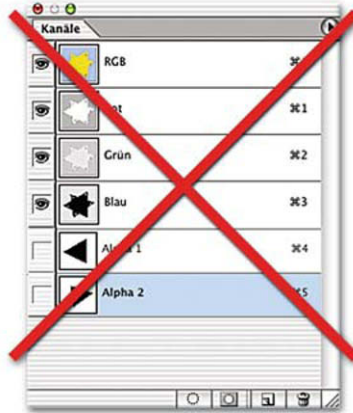 Kanäle
RGB
⌘1
Grün ⌘2
Blau ⌘3
⌘4
Alpha 2